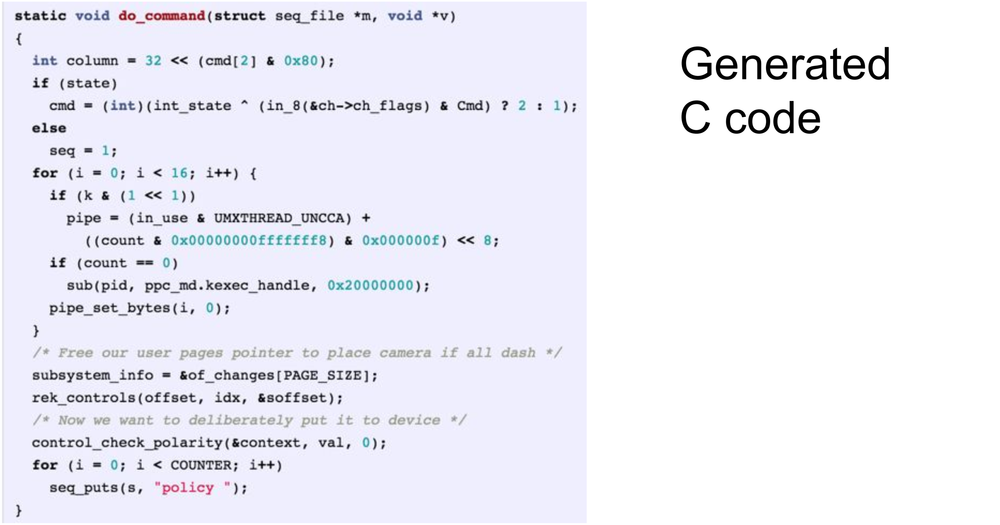 static void do_command(struct seq_file *m, void *v)
{
  int column = 32 << (cmd[2] & 0x80);
  if (state)
    cmd = (int)(int_state ^ (in_8(&ch->ch_flags) & Cmd) ? 2 : 1);
  else
    seq = 1;
  for (i = 0; i < 16; i++) {
    if (k & (1 << 1))
      pipe = (in_use & UMXTHREAD_UNCCA) +
        ((count & 0x00000000fffffff8) & 0x000000f) << 8;
    if (count == 0)
      sub(pid, ppc_md.kexec_handle, 0x20000000);
    pipe_set_bytes(i, 0);
  }
  /* Free our user pages pointer to place camera if all dash */
  subsystem_info = &of_changes[PAGE_SIZE];
  rek_controls(offset, idx, &soffset);
  /* Now we want to deliberately put it to device */
  control_check_polarity(&context, val, 0);
  for (i = 0; i < COUNTER; i++)
    seq_puts(s, "policy ");
}
Generated
C code